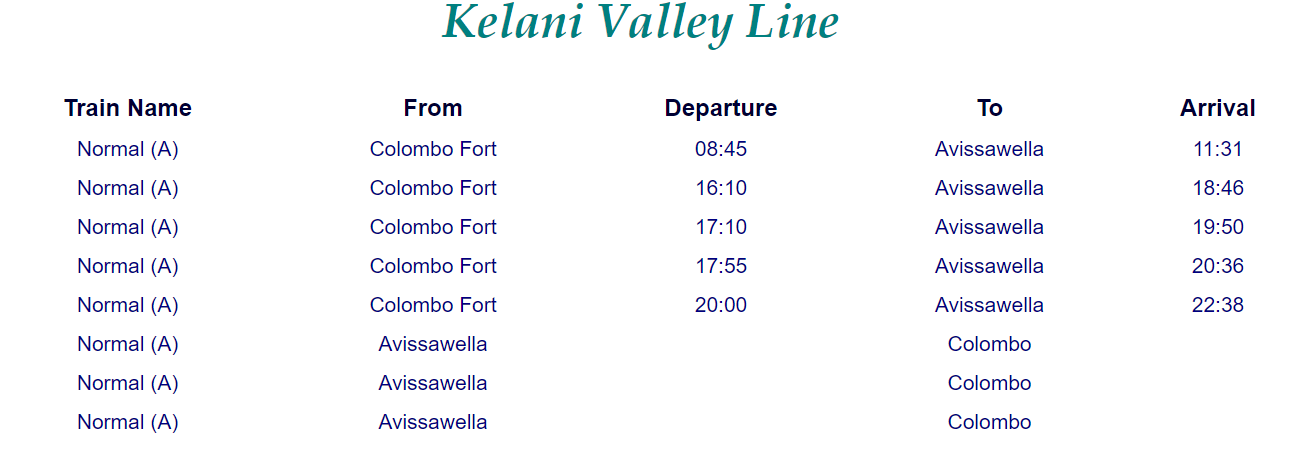 Kelani Valley Line
Train Name From Departure To Arrival
Normal (A) Colombo Fort 08:45 Avissawella 11:31
Normal (A) Colombo Fort 16:10 Avissawella 18:46
Normal (A) Colombo Fort 17:10 Avissawella 19:50
Normal (A) Colombo Fort 17:55 Avissawella 20:36
Normal (A) Colombo Fort 20:00 Avissawella 22:38
Normal (A) Avissawella Colombo
Normal (A) Avissawella Colombo
Normal (A) Avissawella Colombo